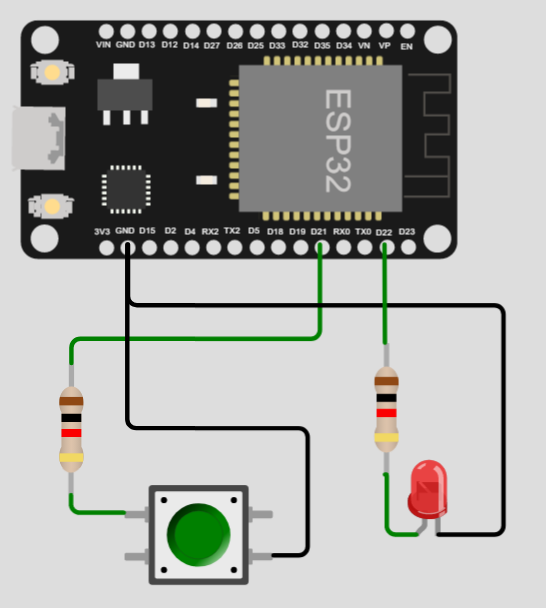 VIN GND D13 D12 D14 D27 D26 D25 D33 D32 D35 D34 VN VP EN
ESP32
3V3 GND D15 D2 D4 RX2 TX2 D5 D18 D19 D21 RX0 TX0 D22 D23